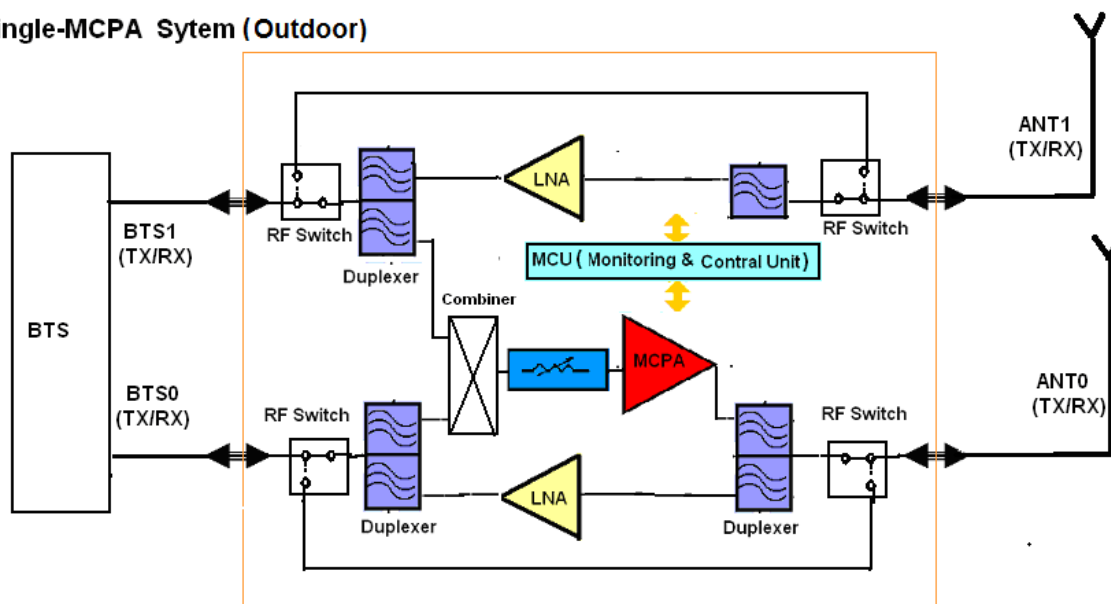 ingle-MCPA Sytem (Outdoor)
ANT1
(TX/RX)
LNA
RF Switch
RF Switch
BTS1
(TX/RX)
Duplexer
MCU ( Monitoring & Contral Unit )
Combiner
BTS
MCPA
BTS0
(TX/RX)
RF Switch
RF Switch
ANT0
(TX/RX)
LNA
Duplexer
Duplexer